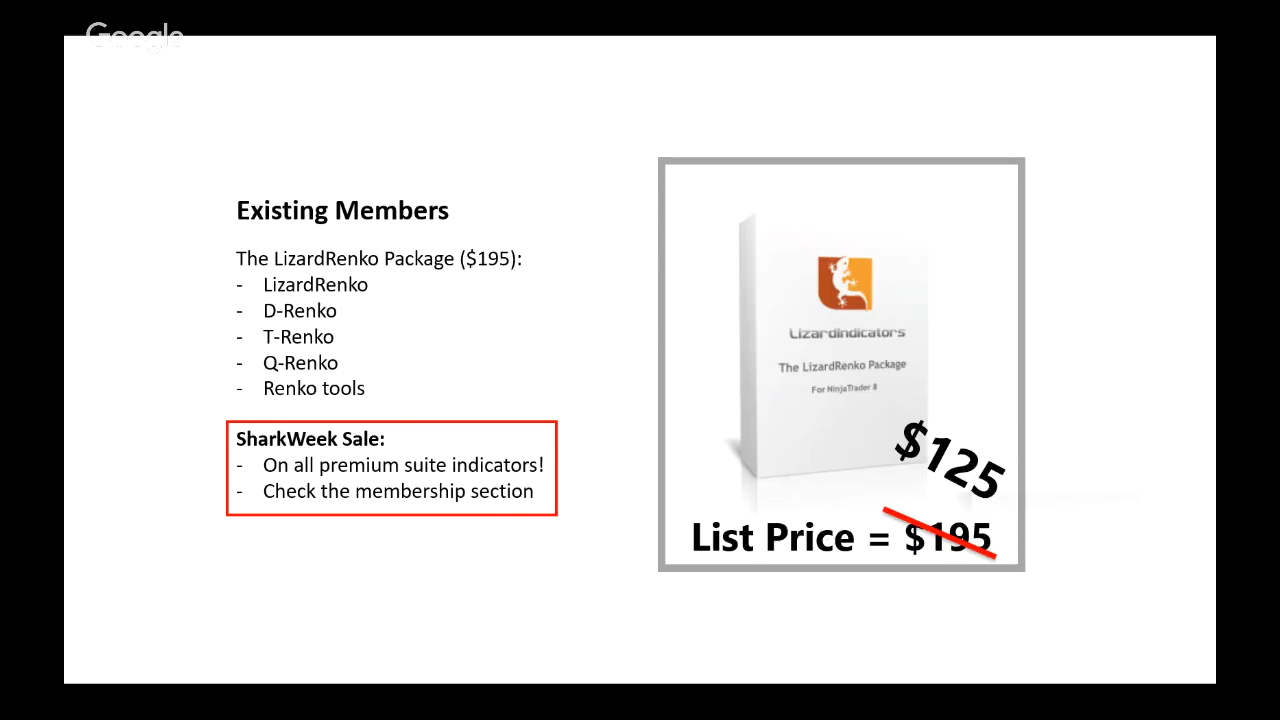 Google
Existing Members
The LizardRenko Package ($195):
- LizardRenko
- D-Renko
- T-Renko
- Q-Renko
- Renko tools
SharkWeek Sale:
- On all premium suite indicators!
- Check the membership section
LizardIndicators
The LizardRenko Package
For NinjaTrader 8
$125
List Price = $195